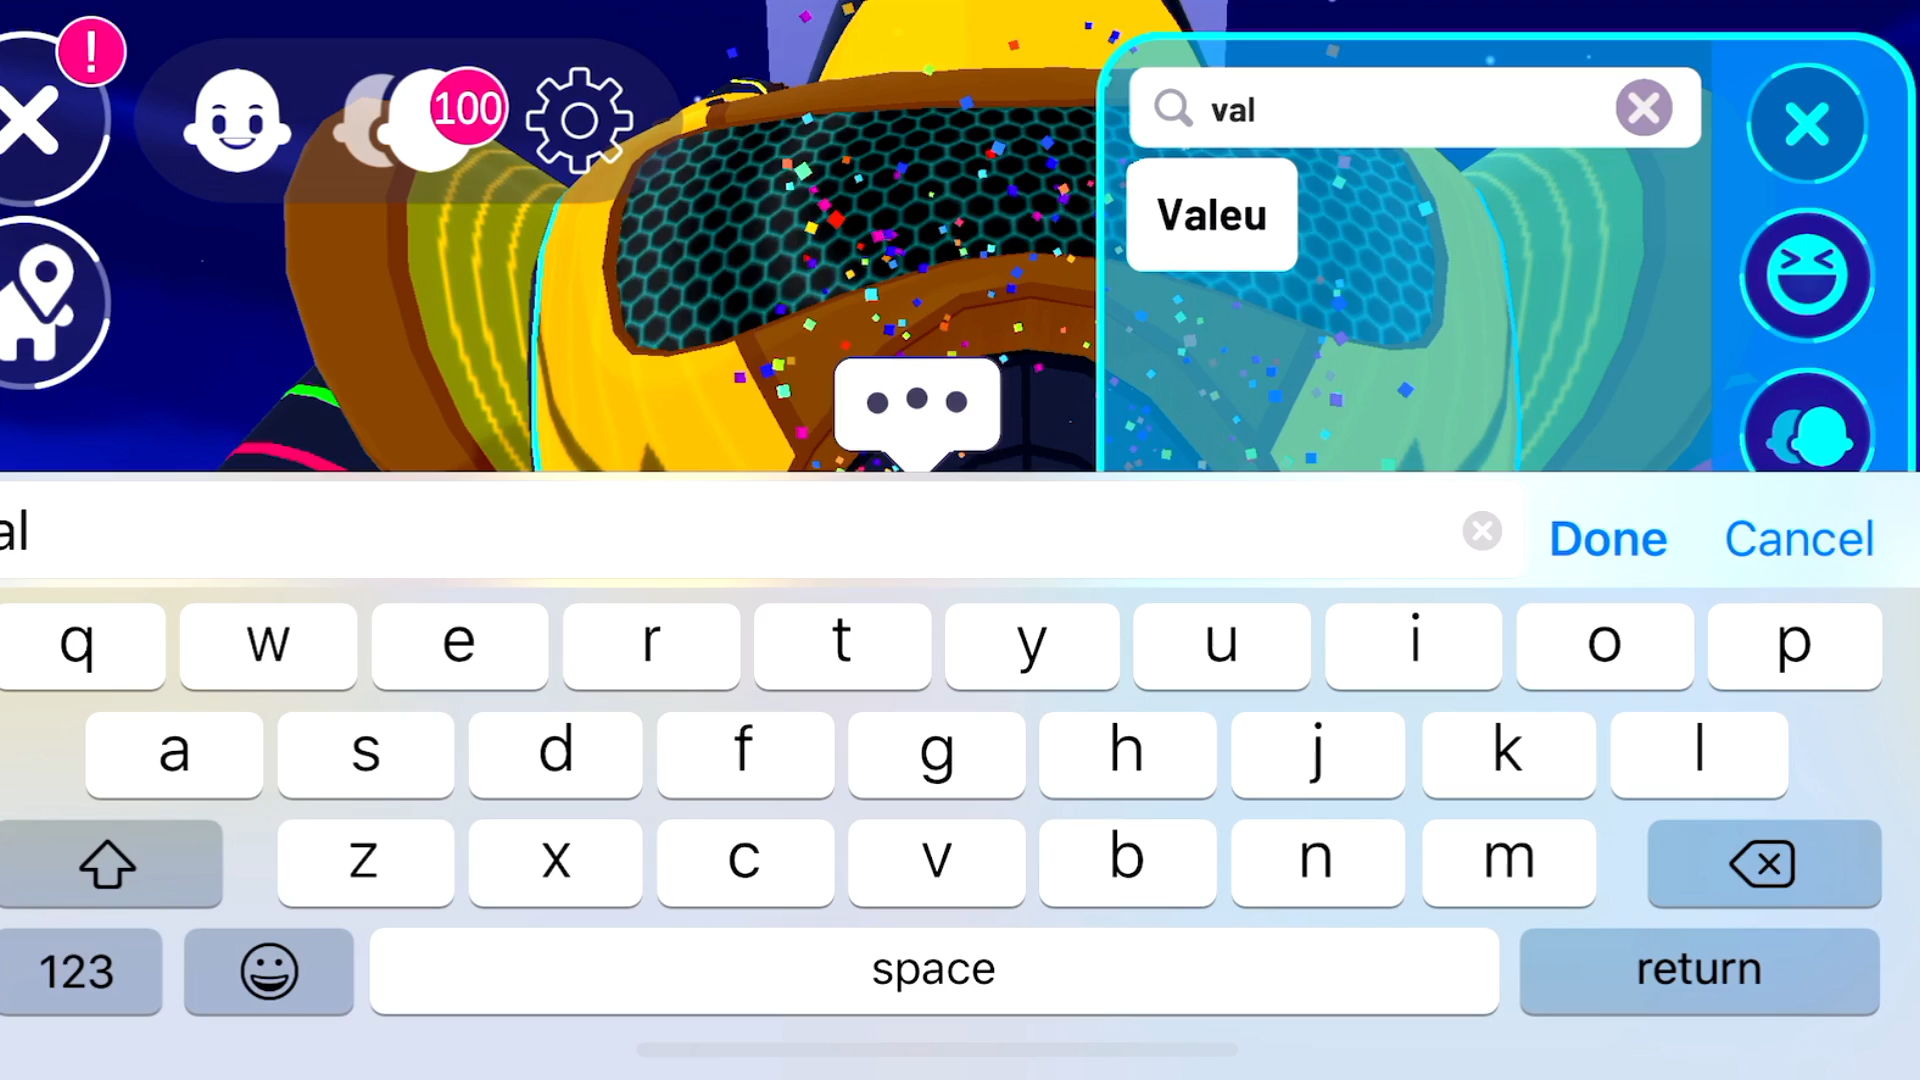 !
100
val
Valeu
al
Done Cancel
q w e r t y u i o p
a s d f g h j k l
z x c v b n m
123 space return